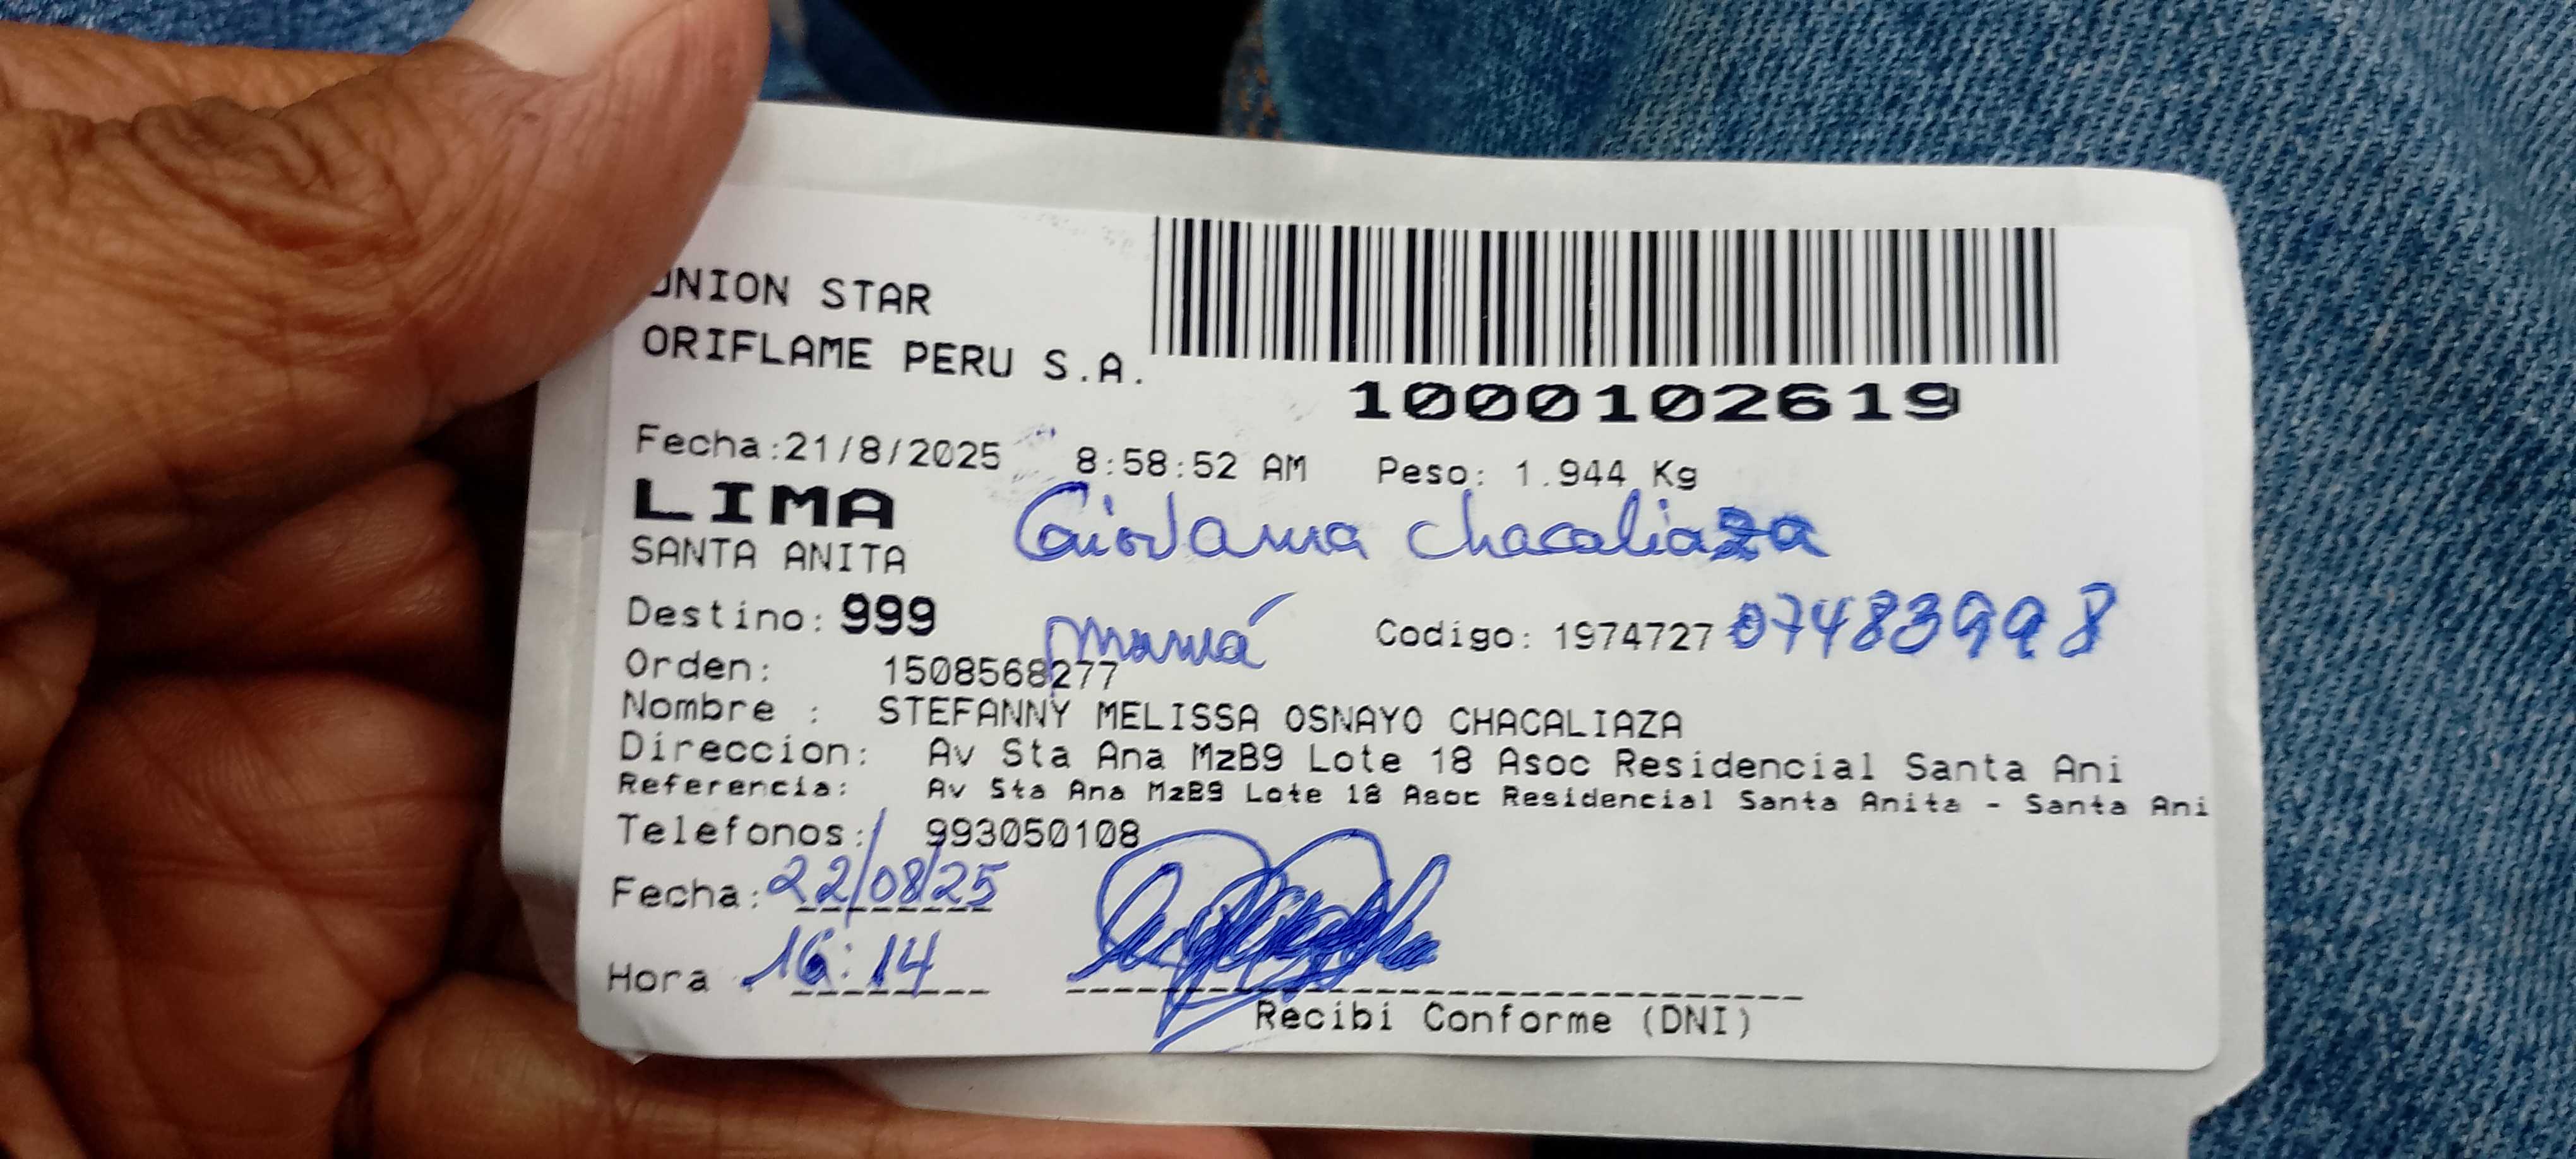 UNION STAR
ORIFLAME PERU S.A.
1000102619
Fecha:21/8/2025 8:58:52 AM Peso: 1.944 Kg
LIMA
SANTA ANITA Giovanna Chacaliaza
Destino: 999 Mamá Codigo: 1974727 07483998
Orden: 1508568277
Nombre : STEFANNY MELISSA OSNAYO CHACALIAZA
Direccion: Av Sta Ana MzB9 Lote 18 Asoc Residencial Santa Ani
Referencia: Av Sta Ana MzB9 Lote 18 Asoc Residencial Santa Anita - Santa Ani
Telefonos: 993050108
Fecha: 22/08/25
Hora 16:14
Recibi Conforme (DNI)